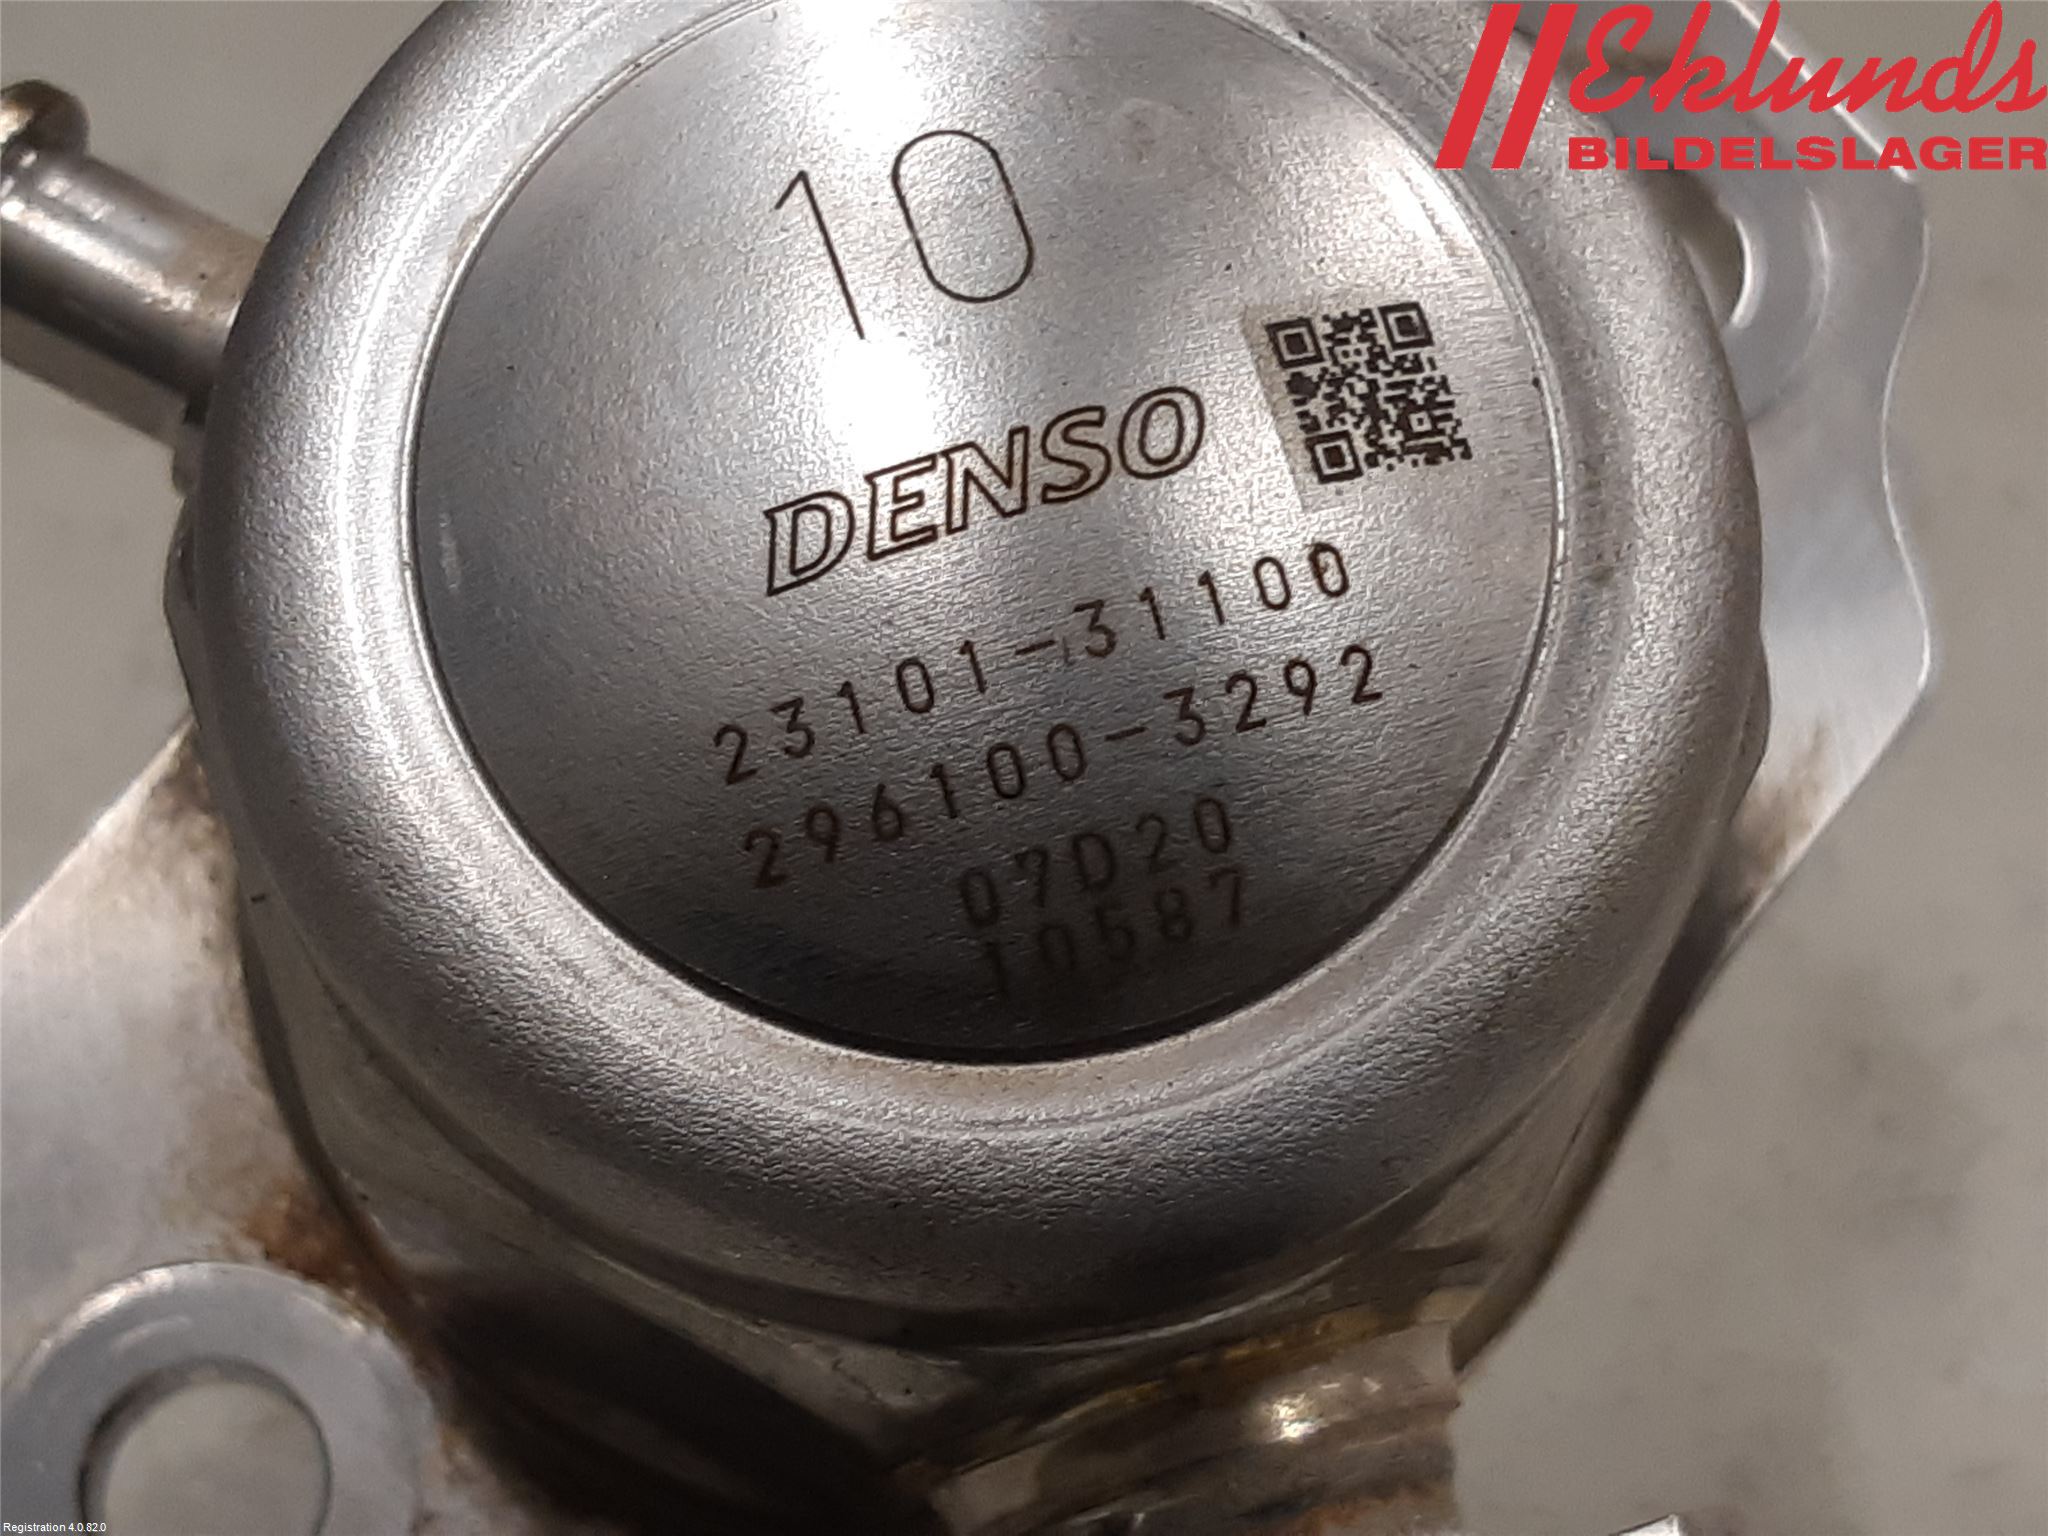 Eklunds
BILDELSLAGER
10
DENSO
23101-31100
296100-3292
07D20
10587
Registration 4.0.82.0